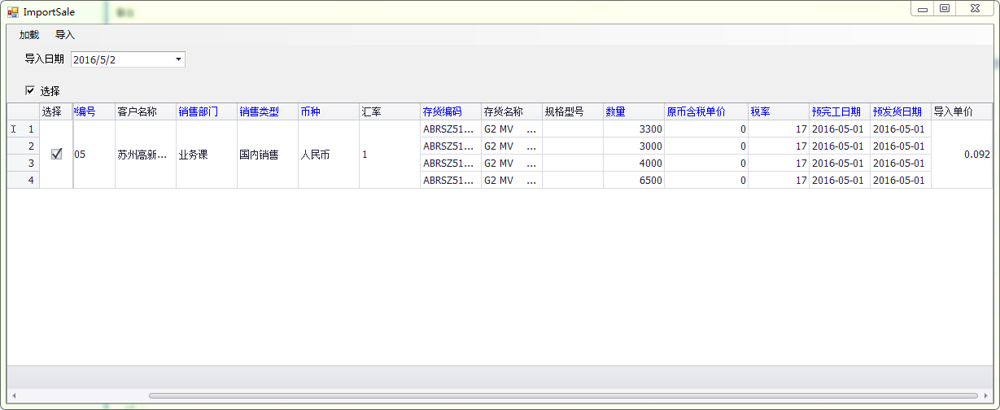 ImportSale
加载 导入
导入日期 2016/5/2
选择
选择 编号 客户名称 销售部门 销售类型 币种 汇率 存货编码 存货名称 规格型号 数量 原币含税单价 税率 预完工日期 预发货日期 导入单价
1 ABRSZ51... G2 MV ... 3300 0 17 2016-05-01 2016-05-01
2 ABRSZ51... G2 MV ... 3000 0 17 2016-05-01 2016-05-01
05 苏州高新... 业务课 国内销售 人民币 1 0.092
3 ABRSZ51... G2 MV ... 4000 0 17 2016-05-01 2016-05-01
4 ABRSZ51... G2 MV ... 6500 0 17 2016-05-01 2016-05-01